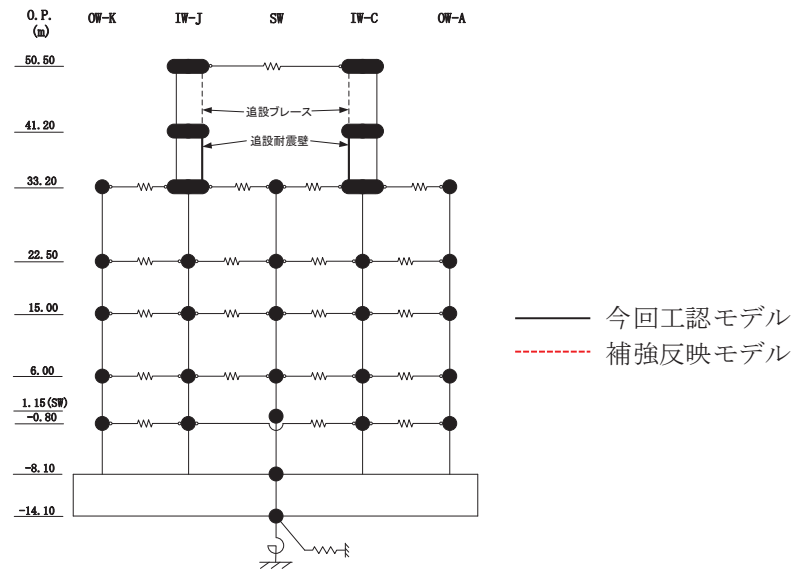 O.P.
(m)
OW-K
IW-J
SW
IW-C
OW-A
50.50
追設ブレース
41.20
追設耐震壁
33.20
22.50
15.00
今回工認モデル
補強反映モデル
6.00
1.15(SW)
-0.80
-8.10
-14.10